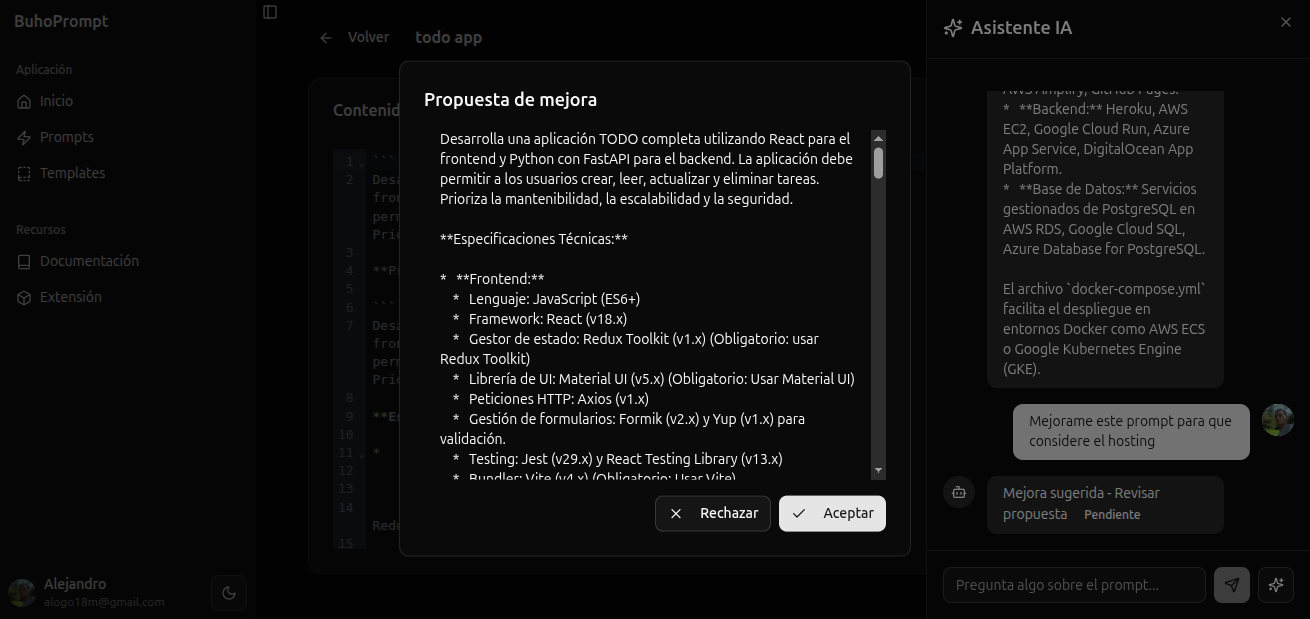 BuhoPrompt
Aplicación
Inicio
Prompts
Templates
Recursos
Documentación
Extensión
Alejandro
alogo18m@gmail.com
Volver
todo app
Contenid
1
2
3
4
5
6
7
8
9
10
11
12
13
14
15
```
Desa
from
perm
Prio
**Pr
```
Desa
from
perm
Prio
**Es
*
Redu
Propuesta de mejora
Desarrolla una aplicación TODO completa utilizando React para el
frontend y Python con FastAPI para el backend. La aplicación debe
permitir a los usuarios crear, leer, actualizar y eliminar tareas.
Prioriza la mantenibilidad, la escalabilidad y la seguridad.
**Especificaciones Técnicas:**
* **Frontend:**
* Lenguaje: JavaScript (ES6+)
* Framework: React (v18.x)
* Gestor de estado: Redux Toolkit (v1.x) (Obligatorio: usar
Redux Toolkit)
* Librería de UI: Material UI (v5.x) (Obligatorio: Usar Material UI)
* Peticiones HTTP: Axios (v1.x)
* Gestión de formularios: Formik (v2.x) y Yup (v1.x) para
validación.
* Testing: Jest (v29.x) y React Testing Library (v13.x)
* Bundler: Vite (v4.x) (Obligatorio: Usar Vite)
Rechazar
Aceptar
Asistente IA
AWS Amplify, GitHub Pages.
* **Backend:** Heroku, AWS
EC2, Google Cloud Run, Azure
App Service, DigitalOcean App
Platform.
* **Base de Datos:** Servicios
gestionados de PostgreSQL en
AWS RDS, Google Cloud SQL,
Azure Database for PostgreSQL.
El archivo `docker-compose.yml`
facilita el despliegue en
entornos Docker como AWS ECS
o Google Kubernetes Engine
(GKE).
Mejorame este prompt para que
considere el hosting
Mejora sugerida - Revisar
propuesta Pendiente
Pregunta algo sobre el prompt...